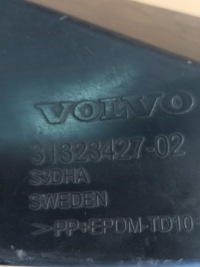 VOLVO
31323427-02
S3DHA
SWEDEN
>PP+EPDM-TD10